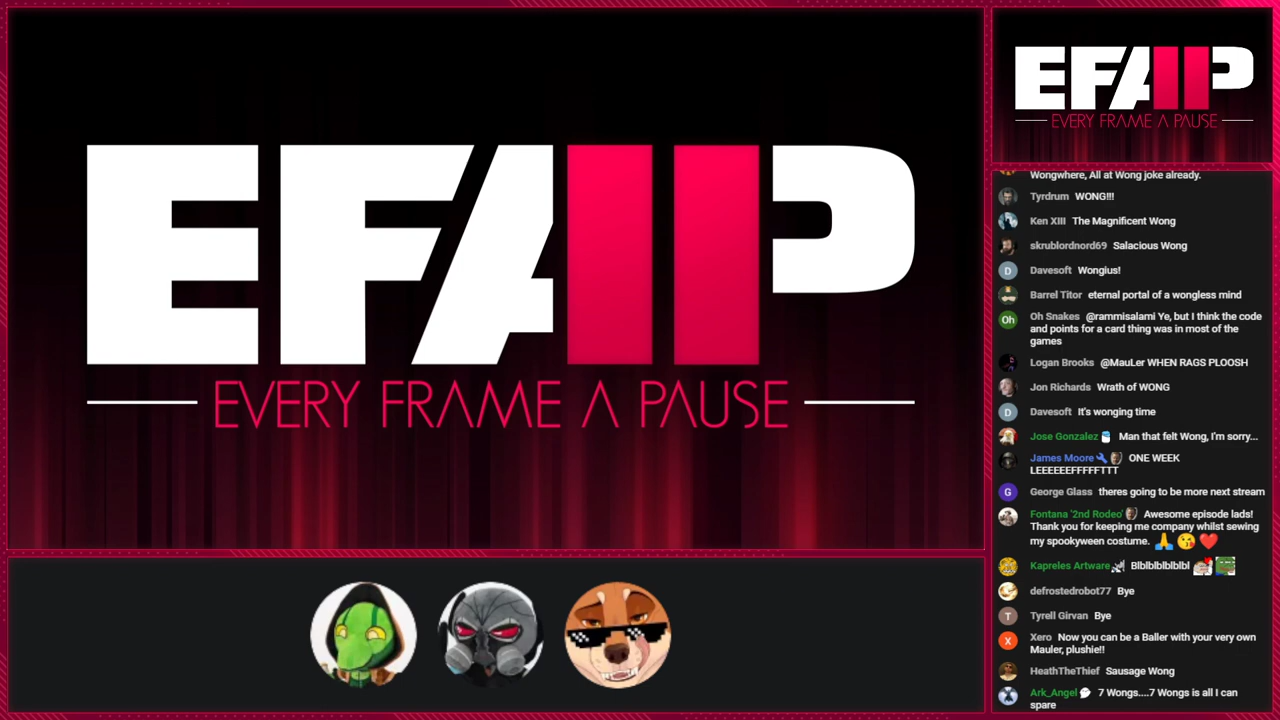 EFAP
EVERY FRAME A PAUSE
EFAP
EVERY FRAME A PAUSE
Wongwhere, All at Wong joke already.
Tyrdrum WONG!!!
Ken XIII The Magnificent Wong
skrublordnord69 Salacious Wong
D Davesoft Wongius!
Barrel Titor eternal portal of a wongless mind
Oh Oh Snakes @rammisalami Ye, but I think the code
and points for a card thing was in most of the
games
Logan Brooks @MauLer WHEN RAGS PLOOSH
Jon Richards Wrath of WONG
D Davesoft It's wonging time
Jose Gonzalez Man that felt Wong, I'm sorry...
James Moore ONE WEEK
LEEEEEFFFFFTTT
G George Glass theres going to be more next stream
Fontana '2nd Rodeo' Awesome episode lads!
Thank you for keeping me company whilst sewing
my spookyween costume. 🙏 😘 ❤️
Kapreles Artware Blblblblblblbl
defrostedrobot77 Bye
T Tyrell Girvan Bye
X Xero Now you can be a Baller with your very own
Mauler, plushie!!
HeathTheThief Sausage Wong
Ark_Angel 7 Wongs....7 Wongs is all I can
spare